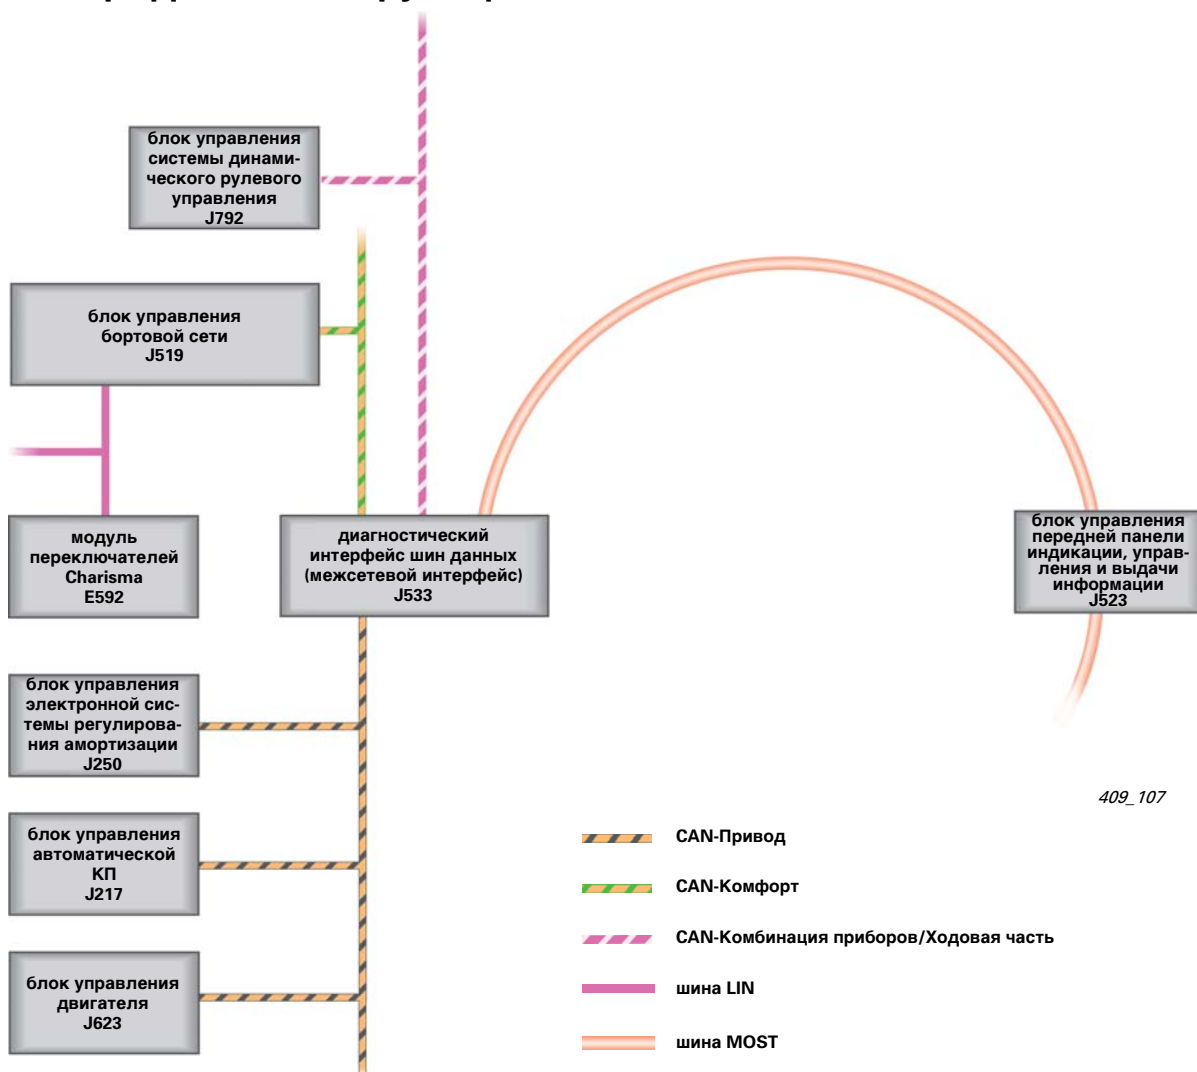 блок управления
системы динами-
ческого рулевого
управления
J792
блок управления
бортовой сети
J519
модуль
переключателей
Charisma
E592
диагностический
интерфейс шин данных
(межсетевой интерфейс)
J533
блок управления
передней панели
индикации, управ-
ления и выдачи
информации
J523
блок управления
электронной сис-
темы регулирова-
ния амортизации
J250
409_107
блок управления
автоматической
КП
J217
блок управления
двигателя
J623
CAN-Привод
CAN-Комфорт
CAN-Комбинация приборов/Ходовая часть
шина LIN
шина MOST